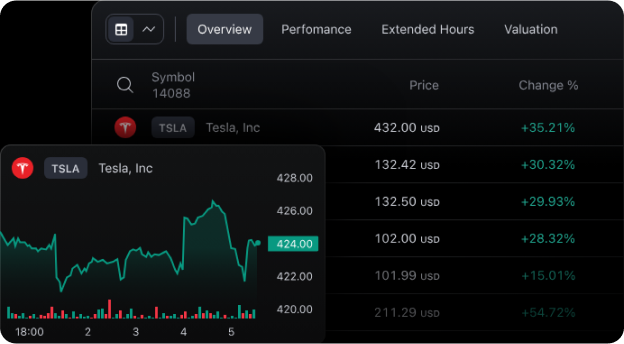 Overview Perfomance Extended Hours Valuation
Symbol
14088
Price Change %
TSLA Tesla, Inc 432.00 USD +35.21%
132.42 USD +30.32%
132.50 USD +29.93%
102.00 USD +28.32%
101.99 USD +15.01%
211.29 USD +54.72%
TSLA Tesla, Inc
428.00
426.00
424.00
422.00
420.00
18:00 2 3 4 5